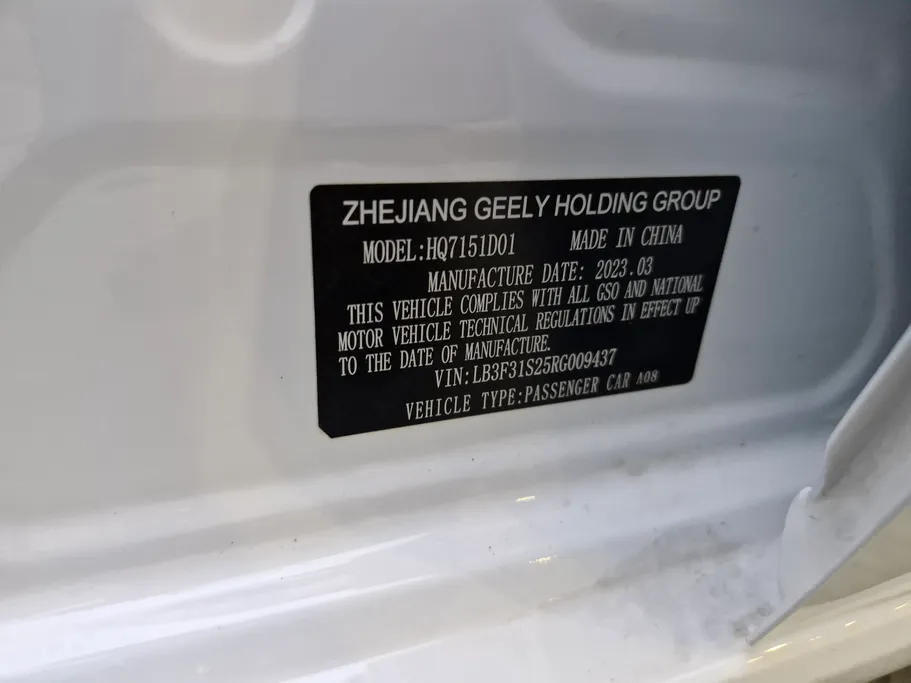 ZHEJIANG GEELY HOLDING GROUP
MODEL:HQ7151D01 MADE IN CHINA
MANUFACTURE DATE: 2023.03
THIS VEHICLE COMPLIES WITH ALL GSO AND NATIONAL
MOTOR VEHICLE TECHNICAL REGULATIONS IN EFFECT UP
TO THE DATE OF MANUFACTURE.
VIN:LB3F31S25RG009437
VEHICLE TYPE:PASSENGER CAR A08